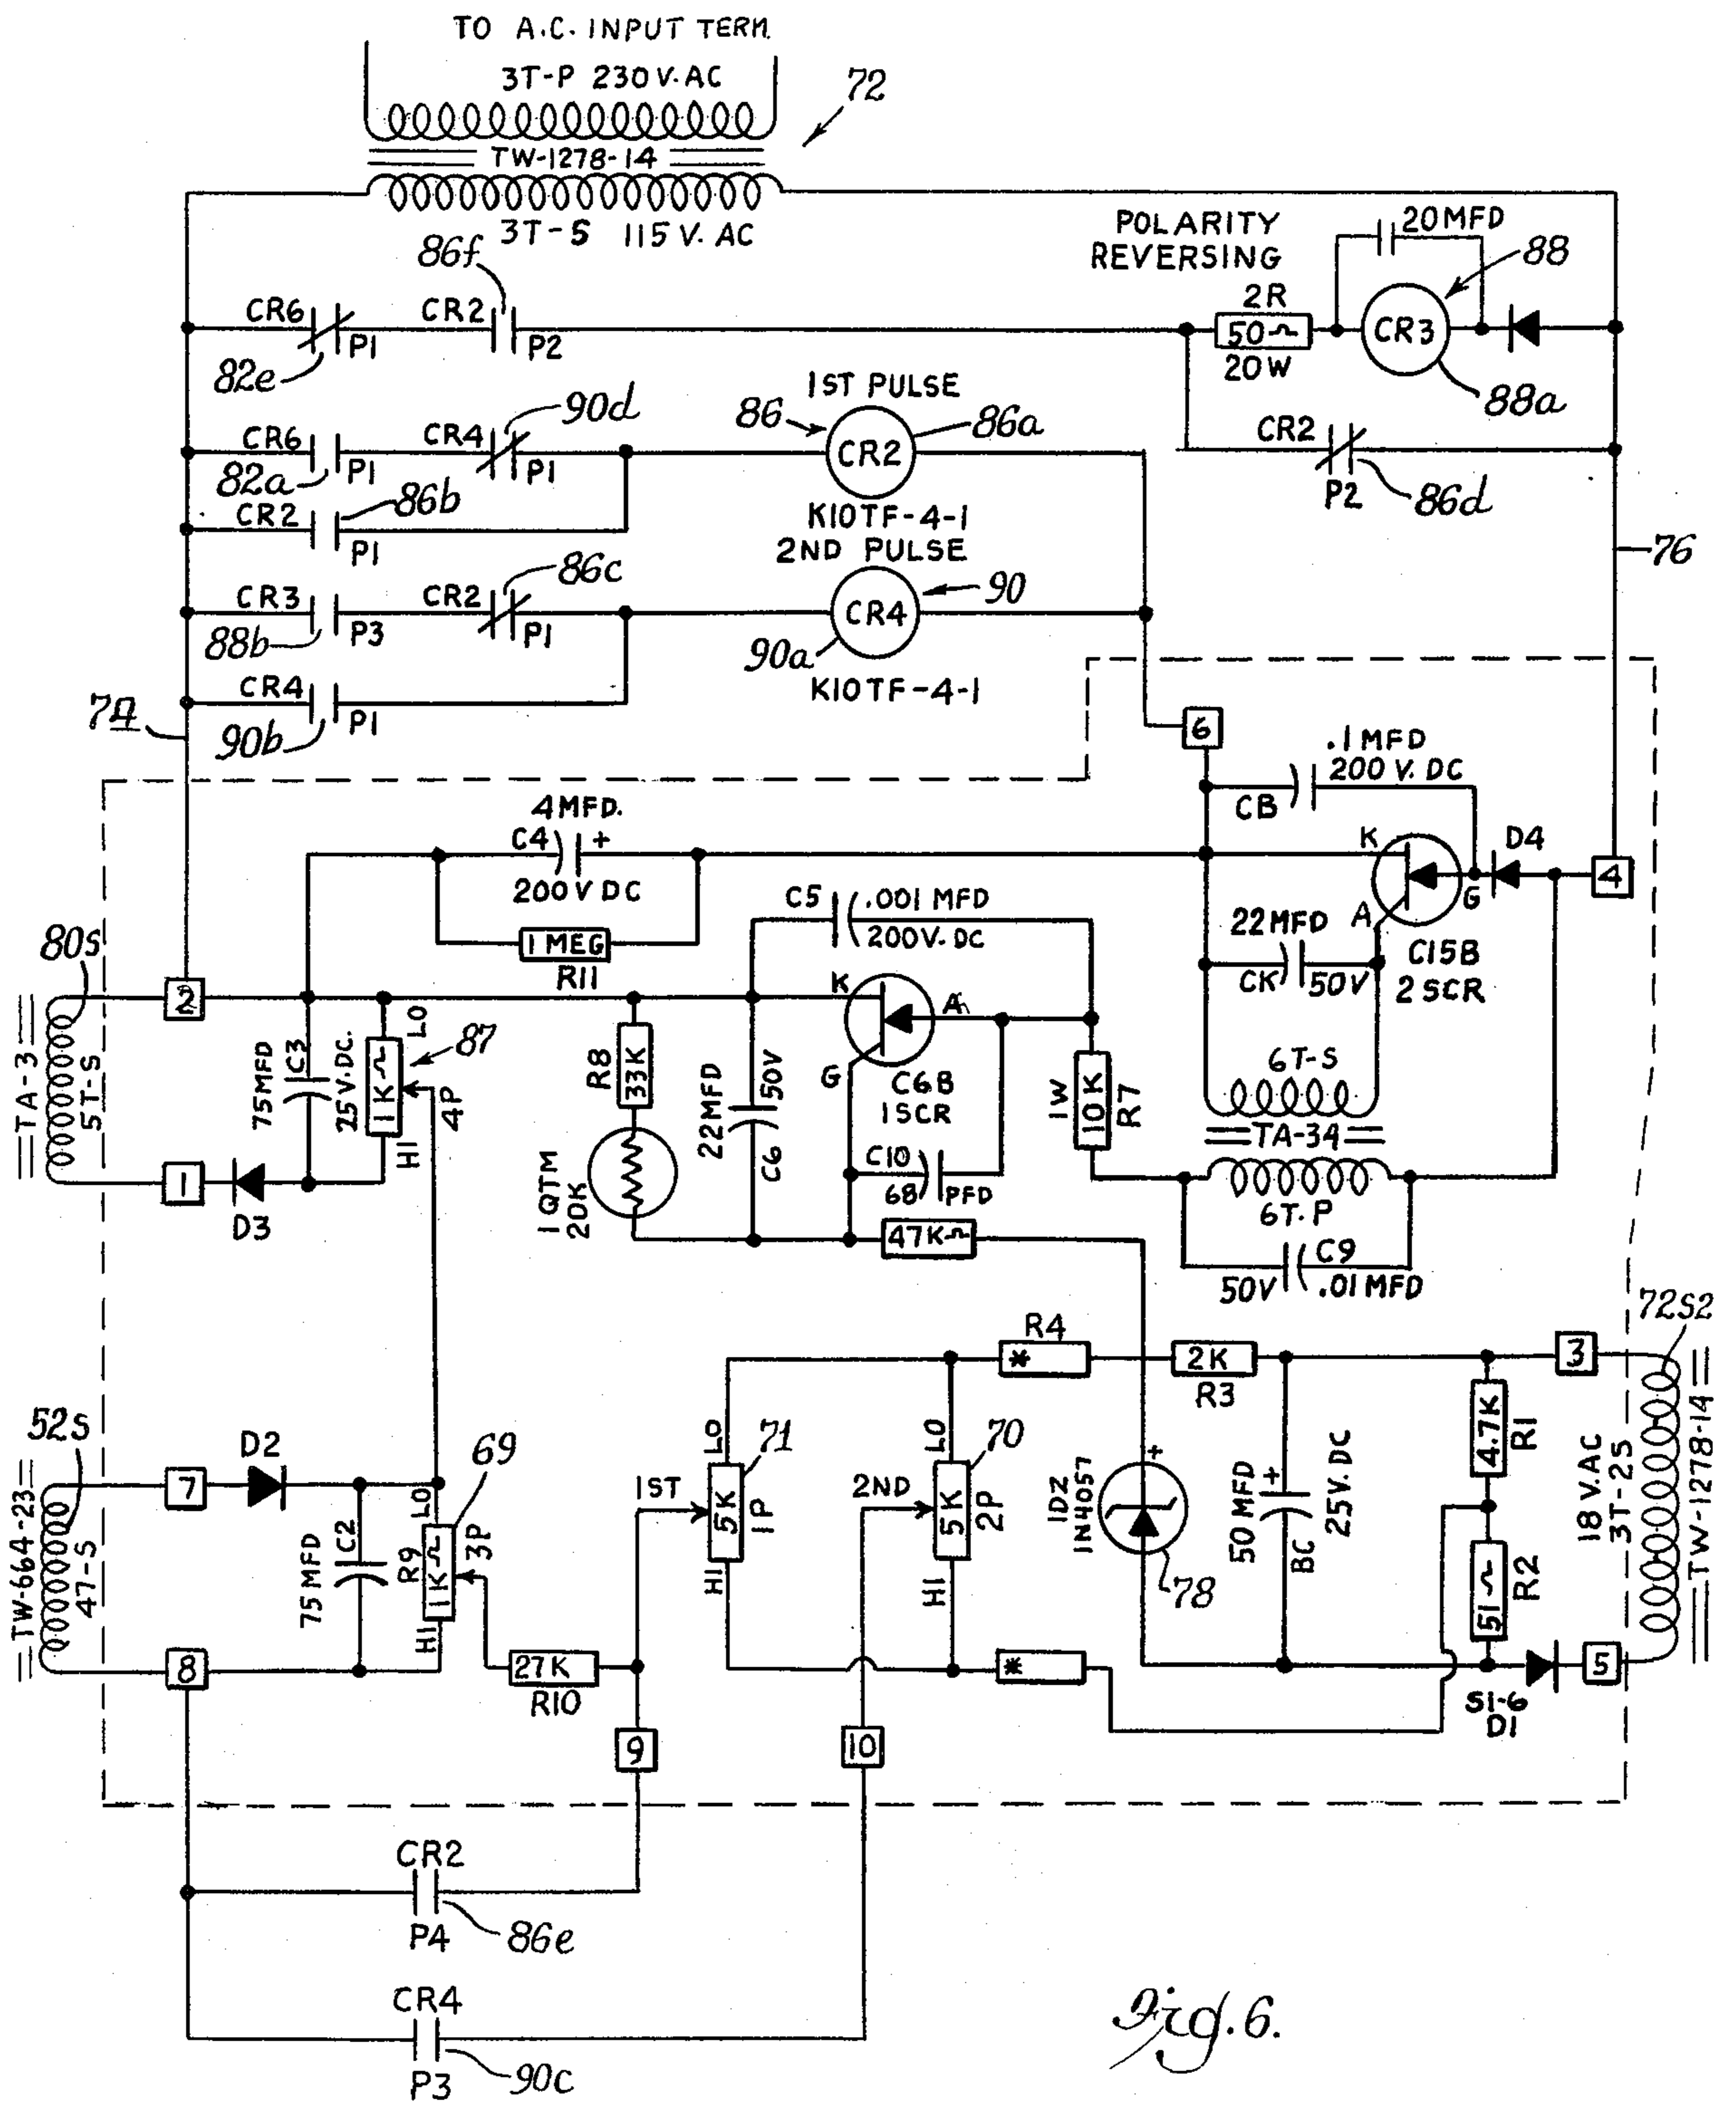 TO A.C. INPUT TERM.
3T-P 230 V. AC
72
TW-1278-14
3T-S 115 V. AC
POLARITY
REVERSING
20 MFD
88
86f
CR6
P1
82e
CR2
P2
2R
50 ~
20W
CR3
88a
1ST PULSE
86
86a
CR2
K10TF-4-1
CR6
P1
82a
90d
CR4
P1
CR2
P2
86d
CR2
86b
P1
2ND PULSE
76
86c
CR3
P3
88b
CR2
P1
CR4
90
90a
K10TF-4-1
CR4
P1
90b
74
6
.1 MFD
200 V. DC
CB
4 MFD.
C4
+
200 V DC
K
D4
G
4
A
1 MEG
R11
C5
.001 MFD
200V. DC
22 MFD
CK
50V
C15B
2 SCR
80s
TA-3
5T-S
2
1
D3
75 MFD
C3
25 V. DC.
LO
1K ~
HI
4P
87
R8
33K
1QTM
20K
22 MFD
50V
C6
K
A
G
C6B
1SCR
C10
68 PFD
1W
10 K
R7
6T-S
TA-34
6T.P
C9
50V
.01 MFD
47K ~
52s
TW-664-23
47-S
7
D2
8
75 MFD
C2
LO
R9
1K ~
HI
3P
69
27 K
R10
1ST
LO
5K
HI
1P
71
2ND
LO
5K
HI
2P
70
R4
*
2K
R3
*
1DZ
1N4057
+
78
50 MFD
+
BC
25 V. DC
3
4.7K
R1
51 ~
R2
S1-6
D1
5
18 V. AC
3T-2S
72s2
TW-1278-14
9
10
CR2
P4
86e
CR4
P3
90c
Fig. 6.